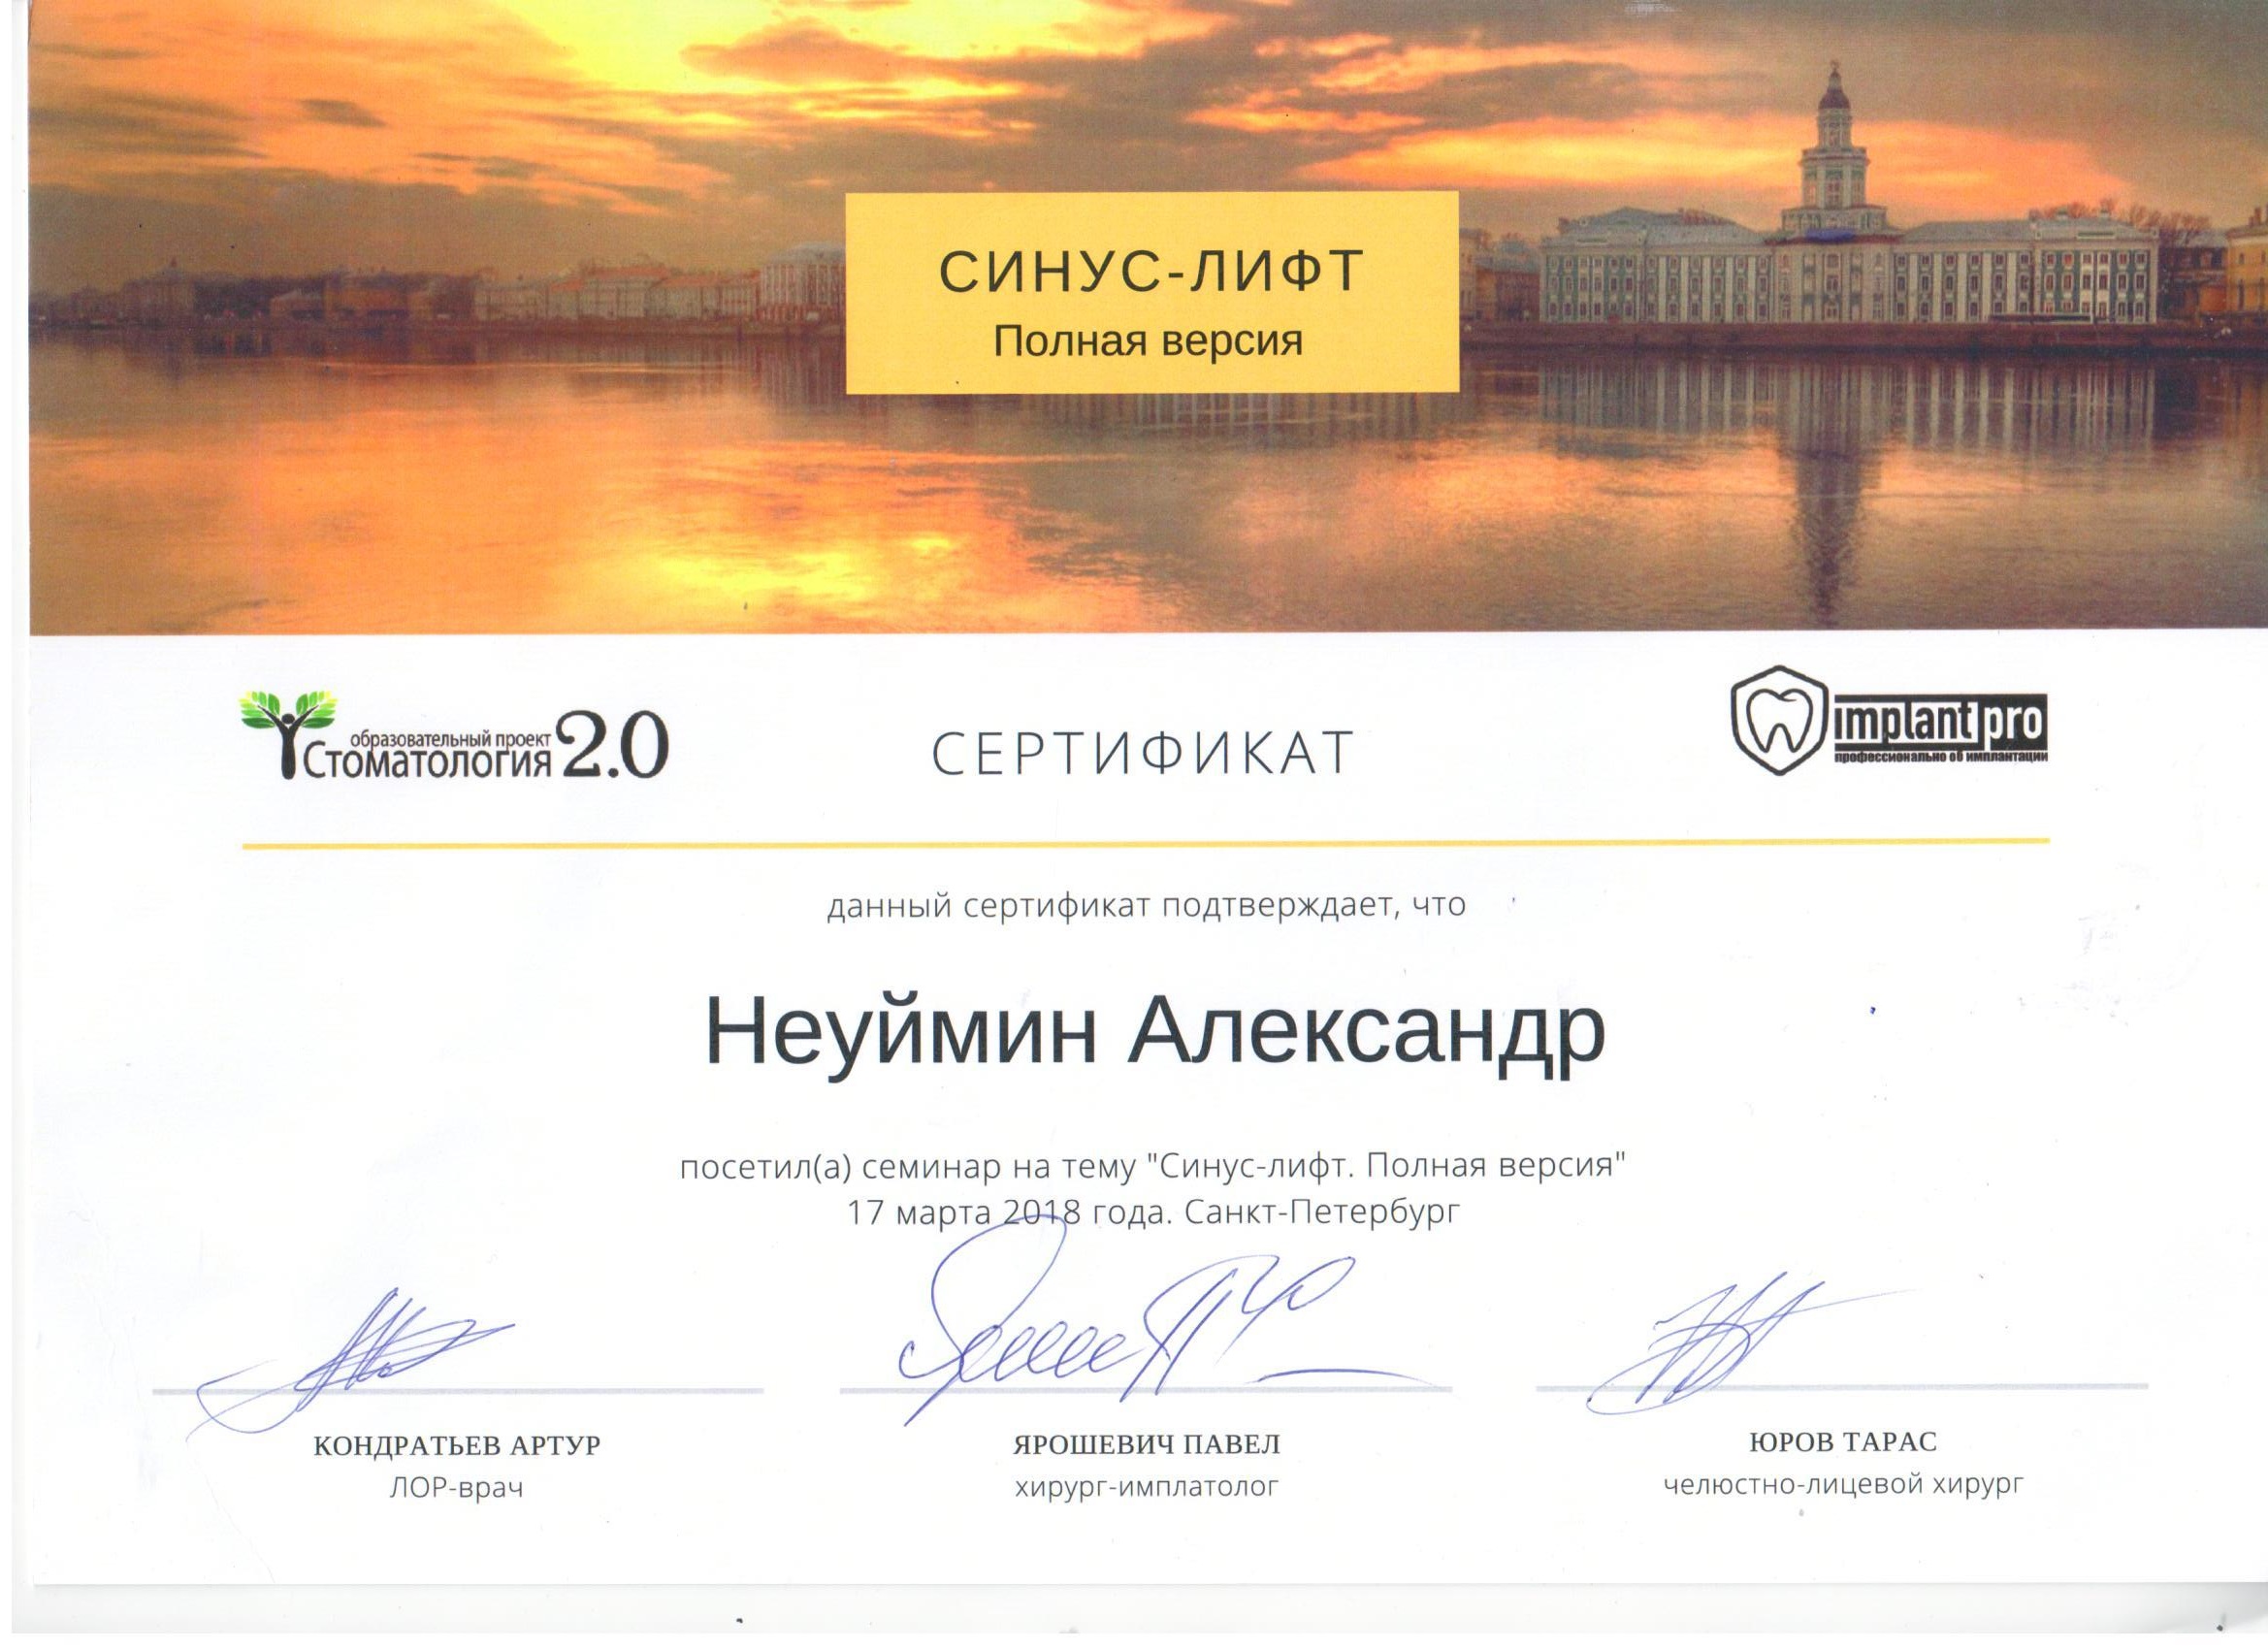 СИНУС-ЛИФТ
Полная версия
образовательный проект
Стоматология 2.0
СЕРТИФИКАТ
implant pro
профессионально об имплантации
данный сертификат подтверждает, что
Неуймин Александр
посетил(а) семинар на тему "Синус-лифт. Полная версия"
17 марта 2018 года. Санкт-Петербург
КОНДРАТЬЕВ АРТУР
ЛОР-врач
ЯРОШЕВИЧ ПАВЕЛ
хирург-имплатолог
ЮРОВ ТАРАС
челюстно-лицевой хирург